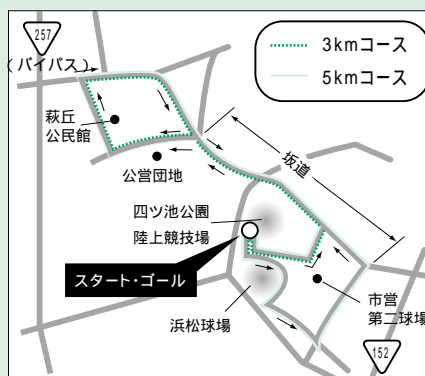 257
(バイパス)
3kmコース
5kmコース
萩丘
公民館
公営団地
坂道
四ツ池公園
陸上競技場
スタート・ゴール
浜松球場
市営
第二球場
152